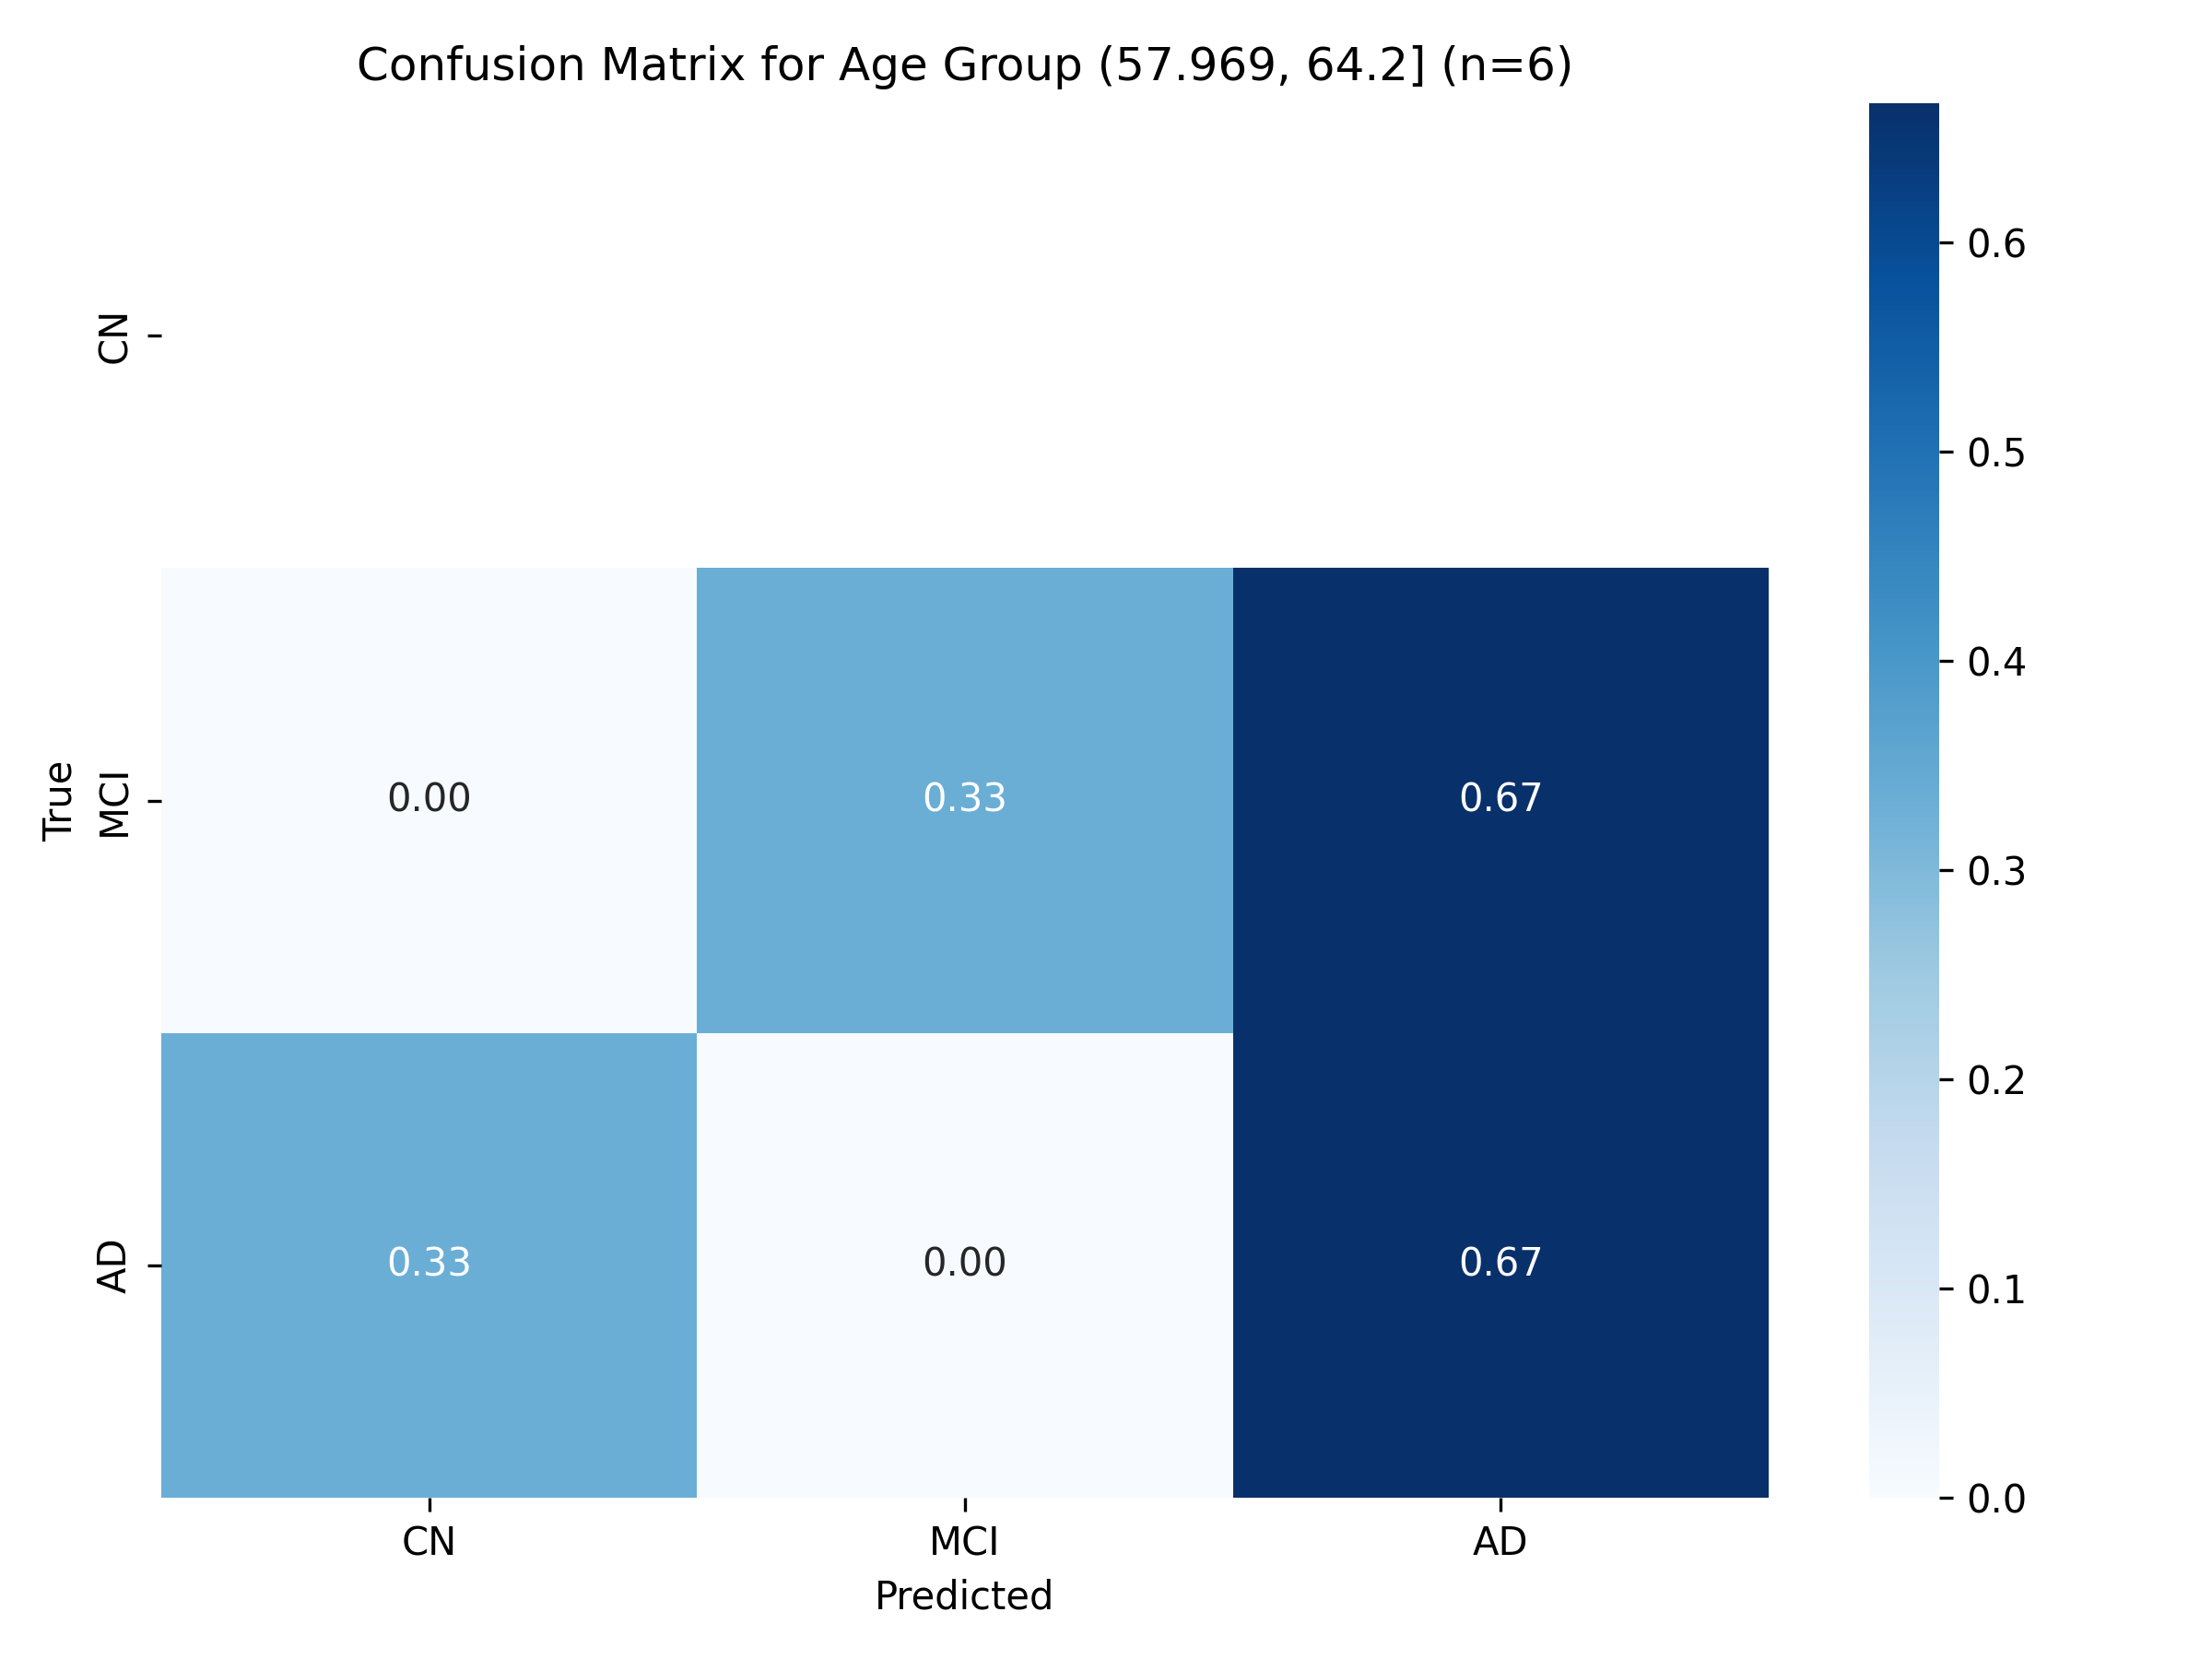 Confusion Matrix for Age Group (57.969, 64.2] (n=6)
CN
MCI
AD
True
0.00 0.33 0.67
0.33 0.00 0.67
CN MCI AD
Predicted
0.6
0.5
0.4
0.3
0.2
0.1
0.0